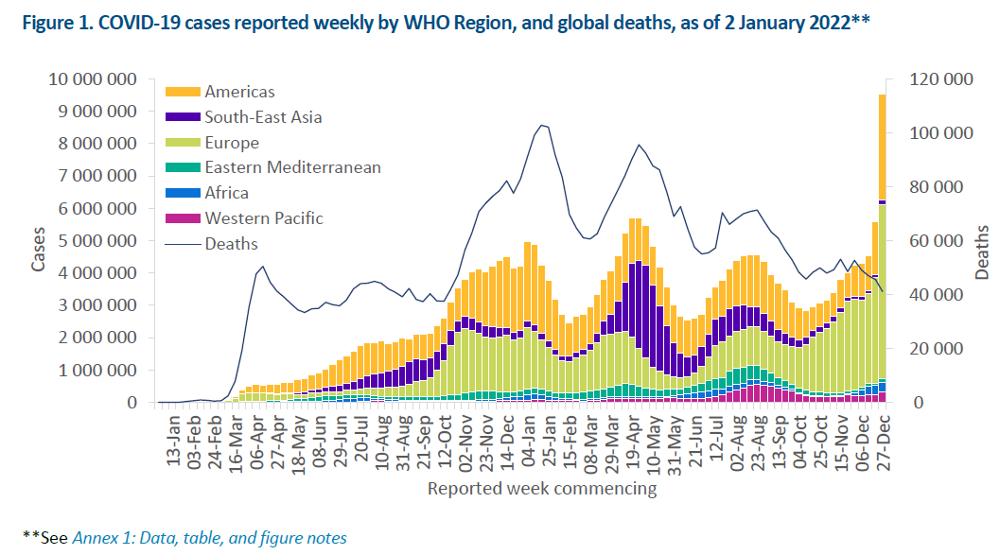 Figure 1. COVID-19 cases reported weekly by WHO Region, and global deaths, as of 2 January 2022**
10 000 000
9 000 000
8 000 000
7 000 000
6 000 000
5 000 000
4 000 000
3 000 000
2 000 000
1 000 000
0
Cases
Americas
South-East Asia
Europe
Eastern Mediterranean
Africa
Western Pacific
Deaths
120 000
100 000
80 000
60 000
40 000
20 000
0
Deaths
13-Jan
03-Feb
24-Feb
16-Mar
06-Apr
27-Apr
18-May
08-Jun
29-Jun
20-Jul
10-Aug
31-Aug
21-Sep
12-Oct
02-Nov
23-Nov
14-Dec
04-Jan
25-Jan
15-Feb
08-Mar
29-Mar
19-Apr
10-May
31-May
21-Jun
12-Jul
02-Aug
23-Aug
13-Sep
04-Oct
25-Oct
15-Nov
06-Dec
27-Dec
Reported week commencing
**See Annex 1: Data, table, and figure notes